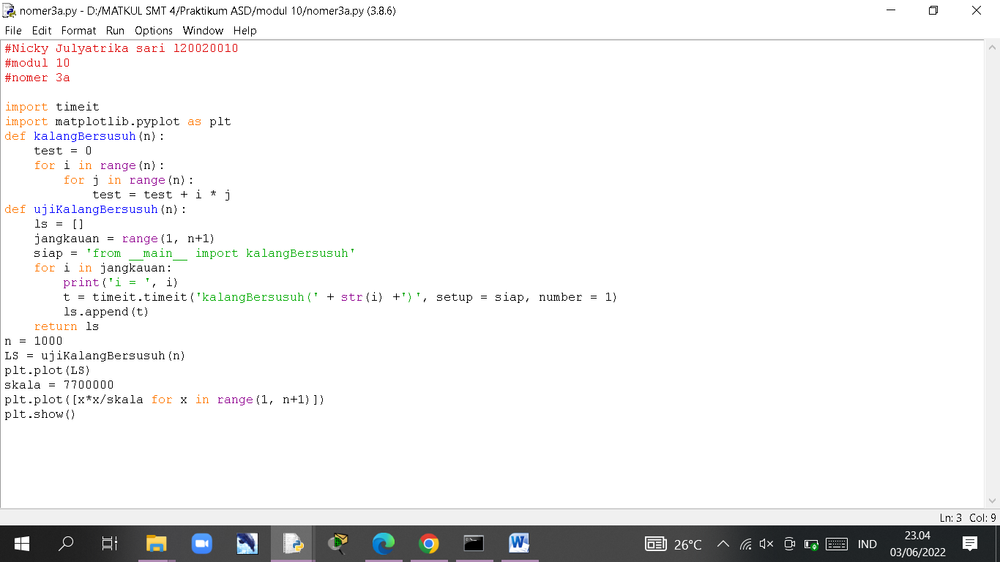 nomer3a.py - D:/MATKUL SMT 4/Praktikum ASD/modul 10/nomer3a.py (3.8.6)
File Edit Format Run Options Window Help
#Nicky Julyatrika sari l20020010
#modul 10
#nomer 3a

import timeit
import matplotlib.pyplot as plt
def kalangBersusuh(n):
    test = 0
    for i in range(n):
        for j in range(n):
            test = test + i * j
def ujiKalangBersusuh(n):
    ls = []
    jangkauan = range(1, n+1)
    siap = 'from __main__ import kalangBersusuh'
    for i in jangkauan:
        print('i = ', i)
        t = timeit.timeit('kalangBersusuh(' + str(i) +')', setup = siap, number = 1)
        ls.append(t)
    return ls
n = 1000
LS = ujiKalangBersusuh(n)
plt.plot(LS)
skala = 7700000
plt.plot([x*x/skala for x in range(1, n+1)])
plt.show()
Ln: 3 Col: 9
26°C
IND
23.04
03/06/2022